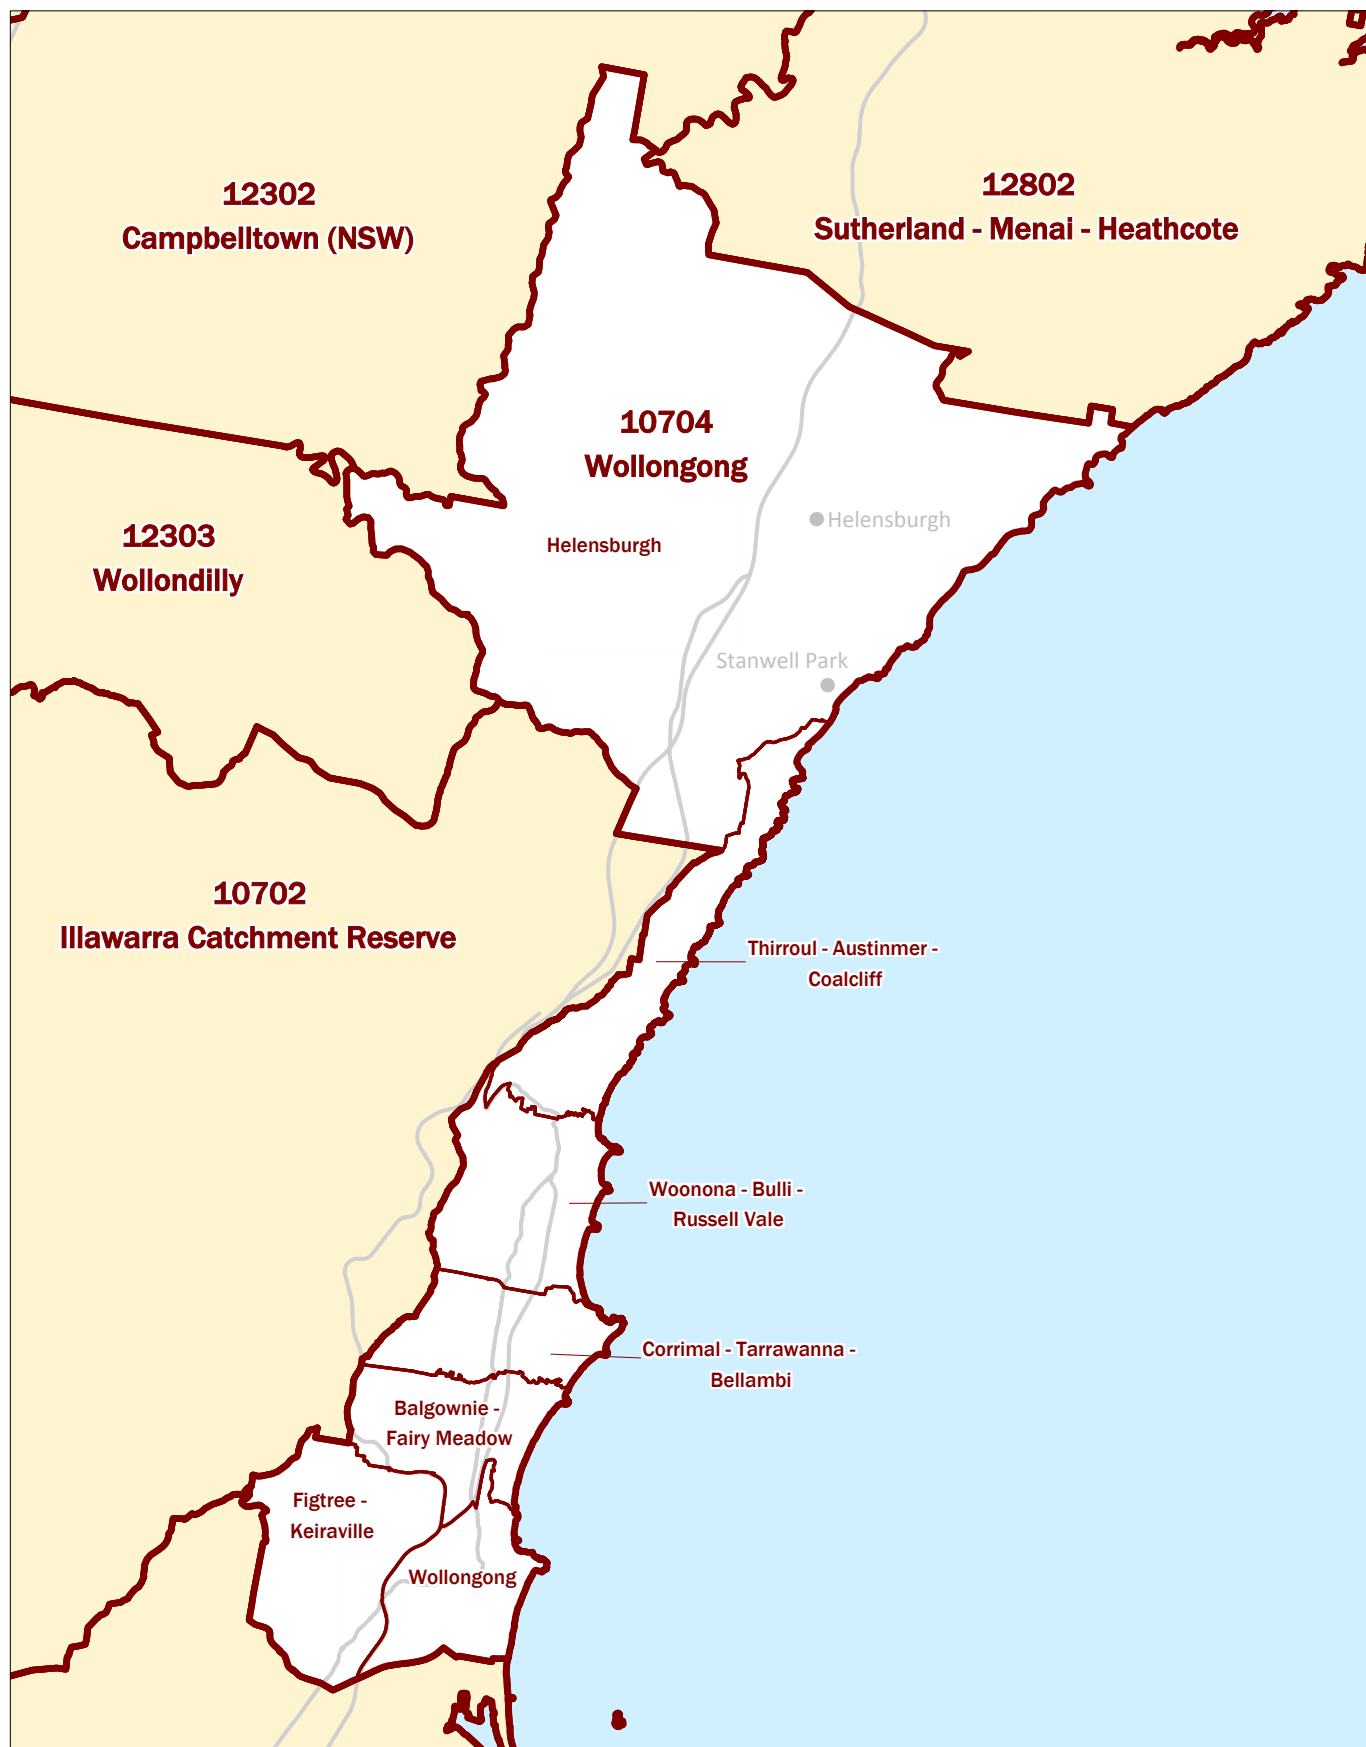 12302
Campbelltown (NSW)
12802
Sutherland - Menai - Heathcote
10704
Wollongong
Helensburgh
Helensburgh
12303
Wollondilly
Stanwell Park
10702
Illawarra Catchment Reserve
Thirroul - Austinmer -
Coalcliff
Woonona - Bulli -
Russell Vale
Corrimal - Tarrawanna -
Bellambi
Balgownie -
Fairy Meadow
Figtree -
Keiraville
Wollongong